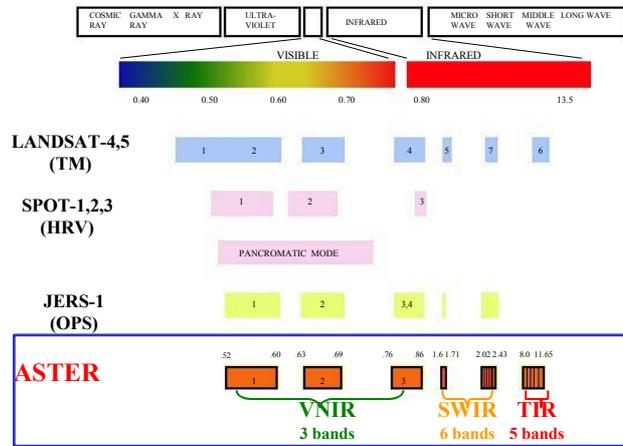 COSMIC GAMMA X RAY
RAY RAY
ULTRA-
VIOLET
INFRARED
MICRO SHORT MIDDLE LONG WAVE
WAVE WAVE WAVE
VISIBLE INFRARED
0.40 0.50 0.60 0.70 0.80 13.5
LANDSAT-4,5
(TM)
1 2 3 4 5 7 6
SPOT-1,2,3
(HRV)
1 2 3
PANCROMATIC MODE
JERS-1
(OPS)
1 2 3,4
.52 .60 .63 .69 .76 .86 1.6 1.71 2.02 2.43 8.0 11.65
ASTER
1 2 3
VNIR SWIR TIR
3 bands 6 bands 5 bands